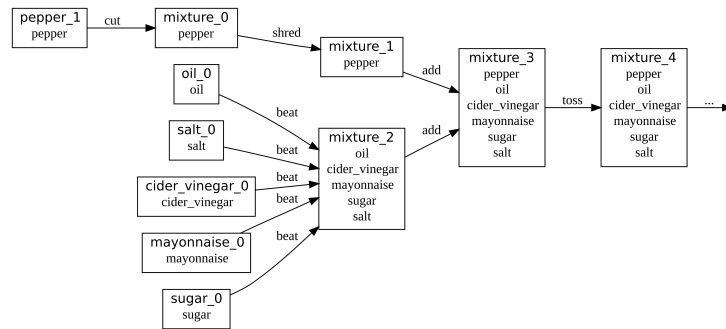 pepper_1
pepper
cut
mixture_0
pepper
shred
mixture_1
pepper
add
oil_0
oil
beat
salt_0
salt
beat
cider_vinegar_0
cider_vinegar
beat
mayonnaise_0
mayonnaise
beat
sugar_0
sugar
beat
mixture_2
oil
cider_vinegar
mayonnaise
sugar
salt
add
mixture_3
pepper
oil
cider_vinegar
mayonnaise
sugar
salt
toss
mixture_4
pepper
oil
cider_vinegar
mayonnaise
sugar
salt
...